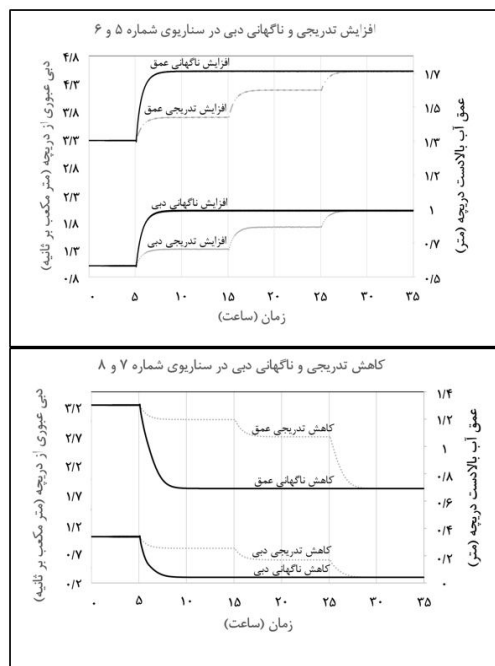 افزایش تدریجی و ناگهانی دبی در سناریوی شماره ۵ و ۶
دبی عبوری از دریچه (متر مکعب بر ثانیه)
۴/۸
۴/۳
۳/۸
۳/۳
۲/۸
۲/۳
۱/۸
۱/۳
۰/۸
افزایش ناگهانی عمق
افزایش تدریجی عمق
افزایش ناگهانی دبی
افزایش تدریجی دبی
۱/۷
۱/۵
۱/۳
۱/۲
۱
۰/۷
۰/۵
عمق آب بالادست دریچه (متر)
۰ ۵ ۱۰ ۱۵ ۲۰ ۲۵ ۳۰ ۳۵
زمان (ساعت)
کاهش تدریجی و ناگهانی دبی در سناریوی شماره ۷ و ۸
دبی عبوری از دریچه (متر مکعب بر ثانیه)
۳/۲
۲/۷
۲/۲
۱/۷
۱/۲
۰/۷
۰/۲
کاهش تدریجی عمق
کاهش ناگهانی عمق
کاهش تدریجی دبی
کاهش ناگهانی دبی
۱/۴
۱/۲
۱
۰/۸
۰/۶
۰/۴
۰/۲
۰
عمق آب بالادست دریچه (متر)
۰ ۵ ۱۰ ۱۵ ۲۰ ۲۵ ۳۰ ۳۵
زمان (ساعت)